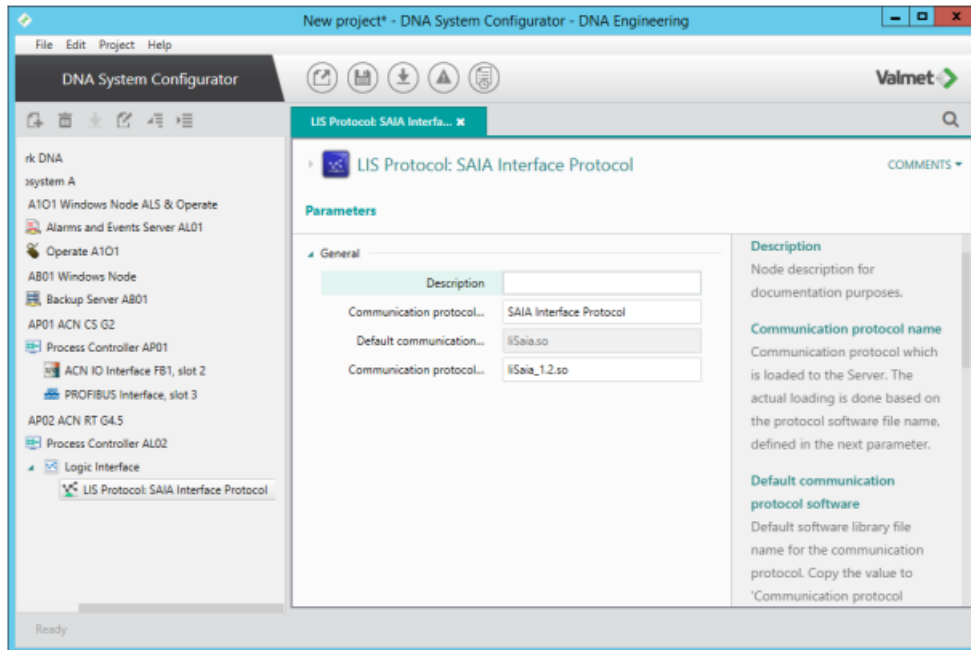 New project* - DNA System Configurator - DNA Engineering
File Edit Project Help
DNA System Configurator
Valmet
LIS Protocol: SAIA Interfa...
rk DNA
system A
A1O1 Windows Node ALS & Operate
Alarms and Events Server AL01
Operate A1O1
AB01 Windows Node
Backup Server AB01
AP01 ACN CS G2
Process Controller AP01
ACN IO Interface FB1, slot 2
PROFIBUS Interface, slot 3
AP02 ACN RT G4.5
Process Controller AL02
Logic Interface
LIS Protocol: SAIA Interface Protocol
LIS Protocol: SAIA Interface Protocol
COMMENTS
Parameters
General
Description
Communication protocol... SAIA Interface Protocol
Default communication... liSaia.so
Communication protocol... liSaia_1.2.so
Description
Node description for
documentation purposes.
Communication protocol name
Communication protocol which
is loaded to the Server. The
actual loading is done based on
the protocol software file name,
defined in the next parameter.
Default communication
protocol software
Default software library file
name for the communication
protocol. Copy the value to
'Communication protocol
Ready